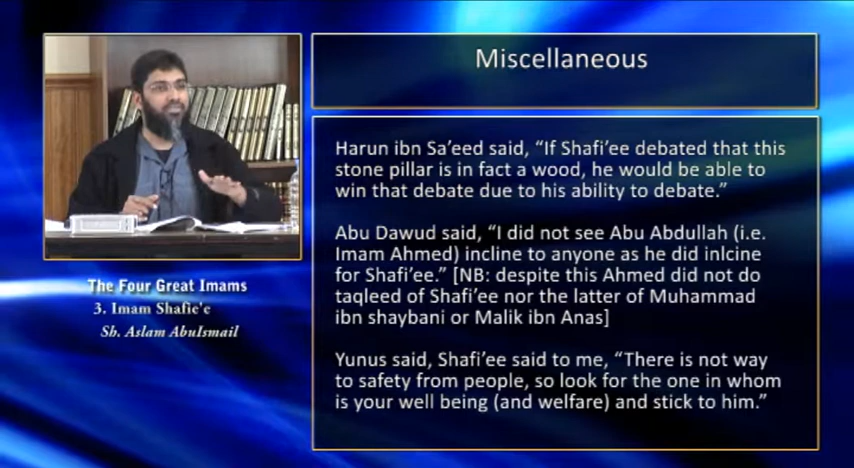 Miscellaneous
Harun ibn Sa'eed said, "If Shafi'ee debated that this
stone pillar is in fact a wood, he would be able to
win that debate due to his ability to debate."
Abu Dawud said, "I did not see Abu Abdullah (i.e.
Imam Ahmed) incline to anyone as he did inlcine
for Shafi'ee." [NB: despite this Ahmed did not do
taqleed of Shafi'ee nor the latter of Muhammad
ibn shaybani or Malik ibn Anas]
Yunus said, Shafi'ee said to me, "There is not way
to safety from people, so look for the one in whom
is your well being (and welfare) and stick to him."
The Four Great Imams
3. Imam Shafie'e
Sh. Aslam AbuIsmail